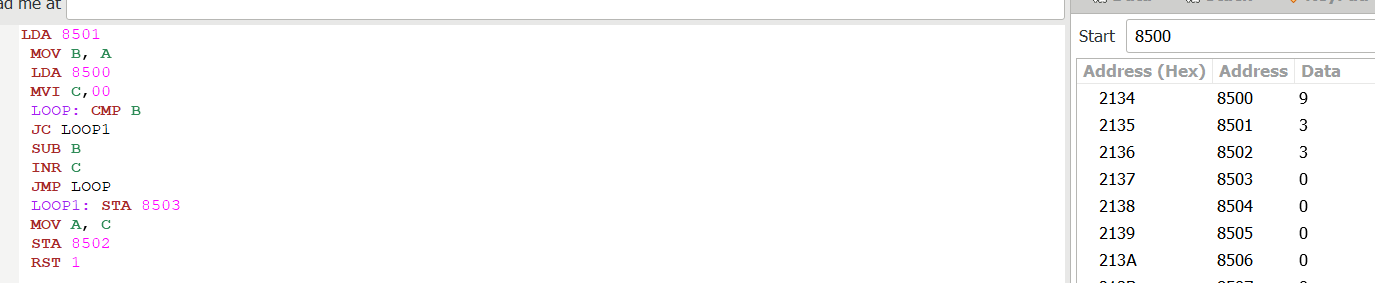 ad me at
LDA 8501
MOV B, A
LDA 8500
MVI C,00
LOOP: CMP B
JC LOOP1
SUB B
INR C
JMP LOOP
LOOP1: STA 8503
MOV A, C
STA 8502
RST 1
Start 8500
Address (Hex) Address Data
2134 8500 9
2135 8501 3
2136 8502 3
2137 8503 0
2138 8504 0
2139 8505 0
213A 8506 0